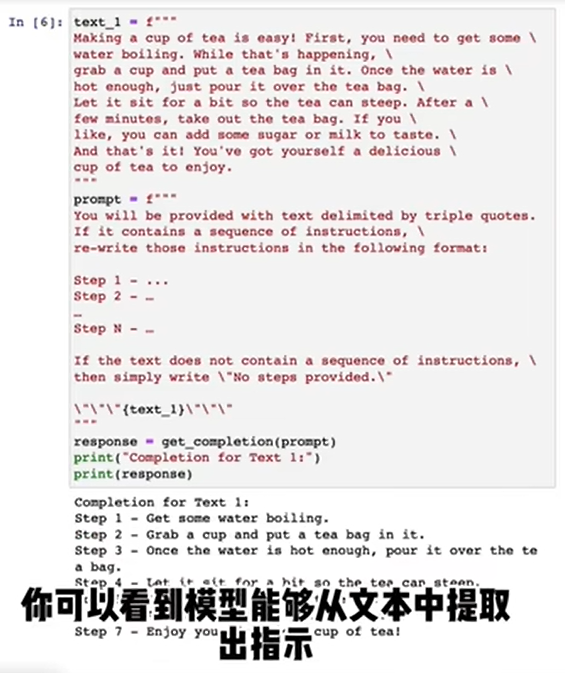 In [6]: text_1 = f"""
Making a cup of tea is easy! First, you need to get some \
water boiling. While that's happening, \
grab a cup and put a tea bag in it. Once the water is \
hot enough, just pour it over the tea bag. \
Let it sit for a bit so the tea can steep. After a \
few minutes, take out the tea bag. If you \
like, you can add some sugar or milk to taste. \
And that's it! You've got yourself a delicious \
cup of tea to enjoy.
"""
prompt = f"""
You will be provided with text delimited by triple quotes.
If it contains a sequence of instructions, \
re-write those instructions in the following format:
Step 1 - ...
Step 2 - …
…
Step N - …
If the text does not contain a sequence of instructions, \
then simply write \"No steps provided.\"
\"\"\"{text_1}\"\"\"
"""
response = get_completion(prompt)
print("Completion for Text 1:")
print(response)
Completion for Text 1:
Step 1 - Get some water boiling.
Step 2 - Grab a cup and put a tea bag in it.
Step 3 - Once the water is hot enough, pour it over the te
a bag.
Step 4 - Let it sit for a bit so the tea can steep.
你可以看到模型能够从文本中提取
Step 7 - Enjoy you cup of tea!
出指示